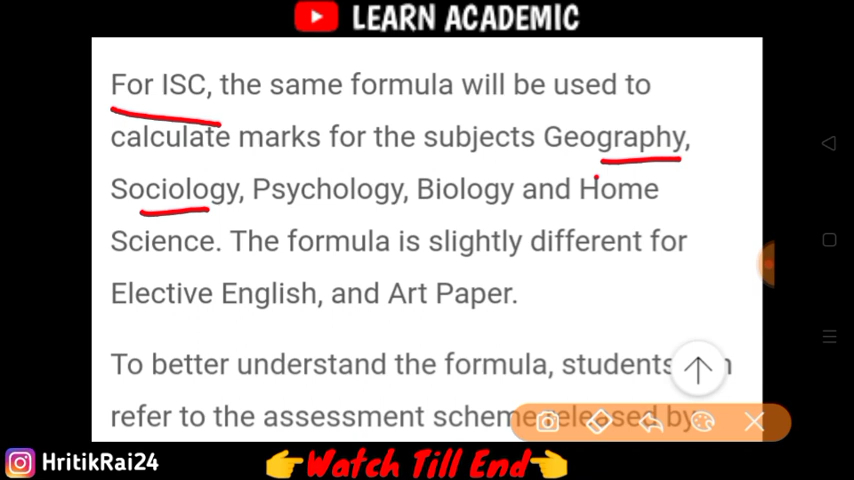 LEARN ACADEMIC
For ISC, the same formula will be used to
calculate marks for the subjects Geography,
Sociology, Psychology, Biology and Home
Science. The formula is slightly different for
Elective English, and Art Paper.
To better understand the formula, students
refer to the assessment scheme released by
HritikRai24
Watch Till End